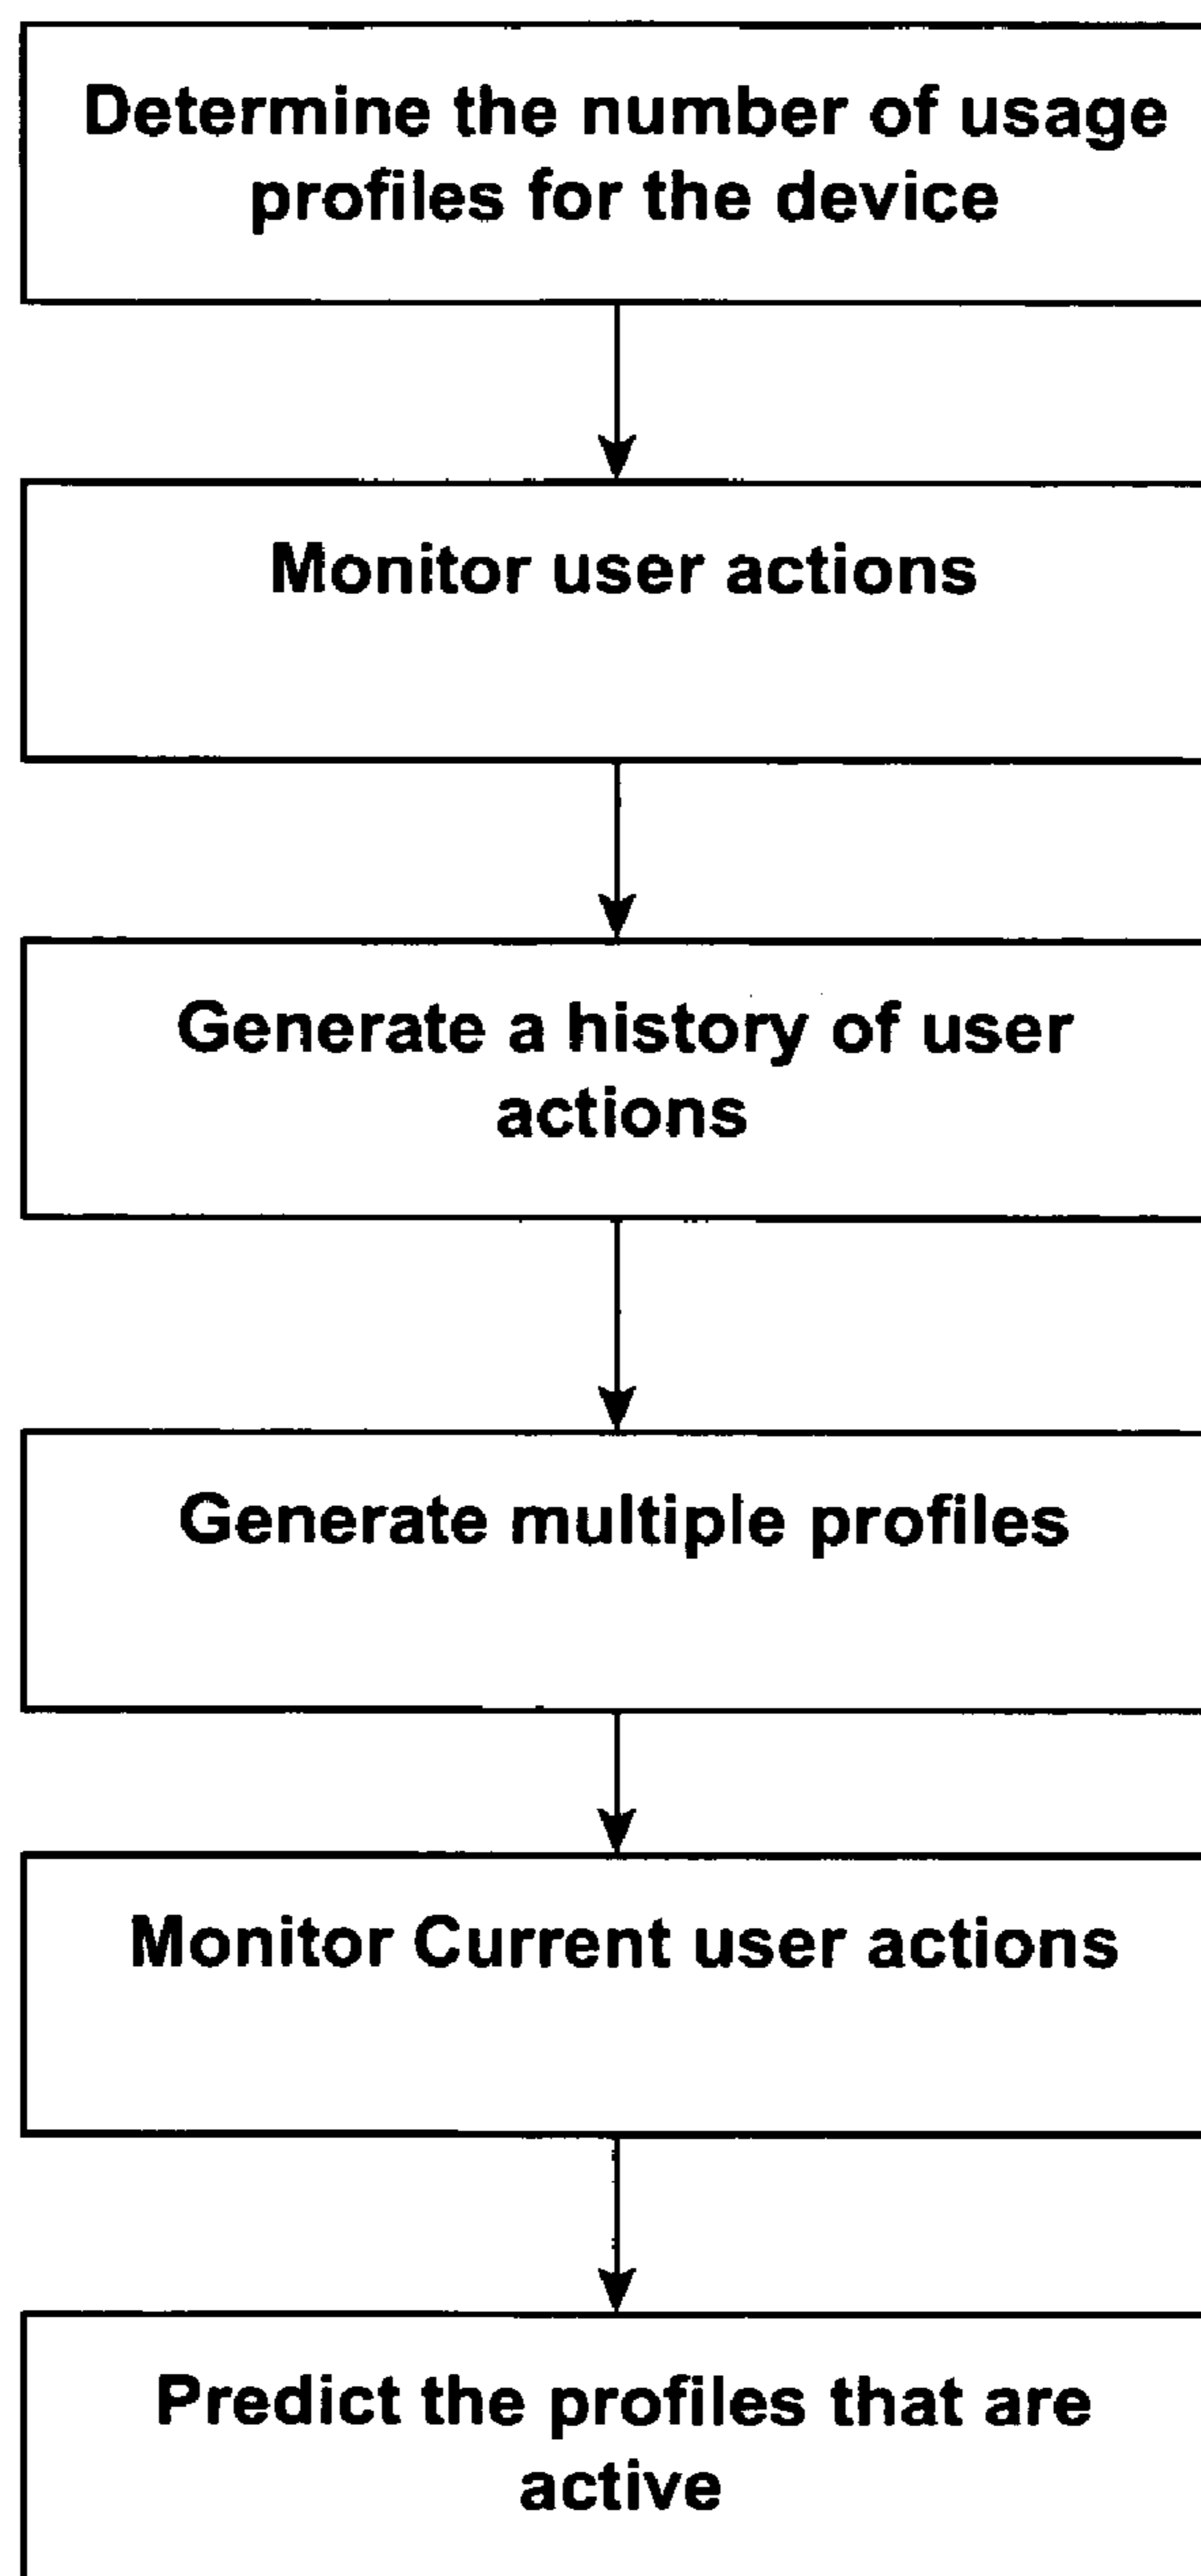 Determine the number of usage
profiles for the device
Monitor user actions
Generate a history of user
actions
Generate multiple profiles
Monitor Current user actions
Predict the profiles that are
active